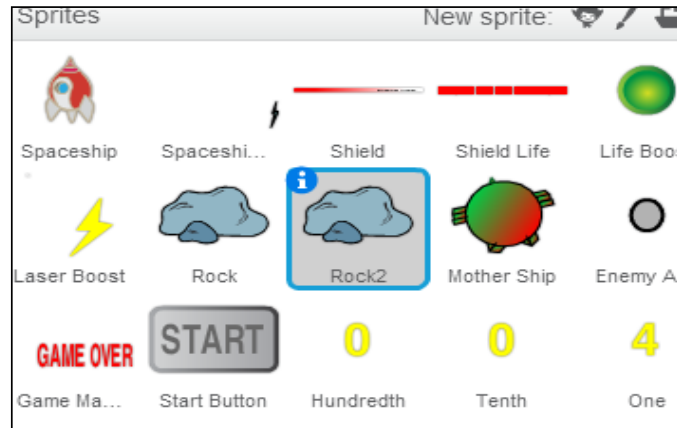 Sprites New sprite:
Spaceship Spaceshi... Shield Shield Life Life Boos
Laser Boost Rock Rock2 Mother Ship Enemy A
GAME OVER START 0 0 4
Game Ma... Start Button Hundredth Tenth One